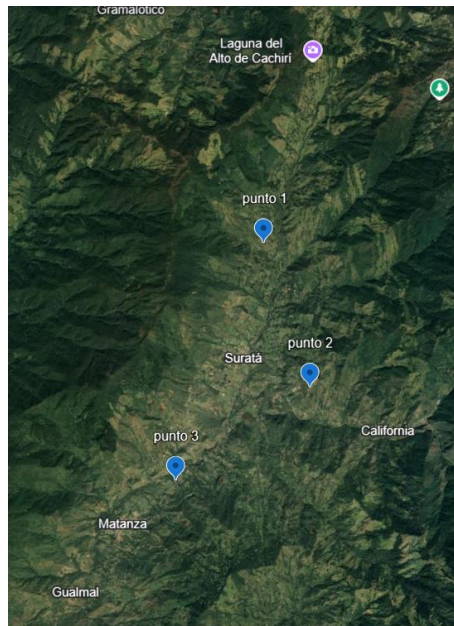 Gramalotico
Laguna del
Alto de Cachirí
punto 1
punto 2
Suratá
California
punto 3
Matanza
Gualmal